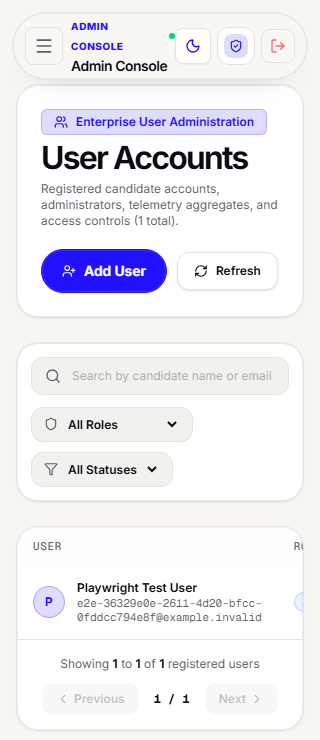 ADMIN
CONSOLE
Admin Console
Enterprise User Administration
User Accounts
Registered candidate accounts,
administrators, telemetry aggregates, and
access controls (1 total).
Add User
Refresh
Search by candidate name or email
All Roles
All Statuses
USER
P
Playwright Test User
e2e-36329e0e-2611-4d20-bfcc-
0fddcc794e8f@example.invalid
Showing 1 to 1 of 1 registered users
Previous
1 / 1
Next